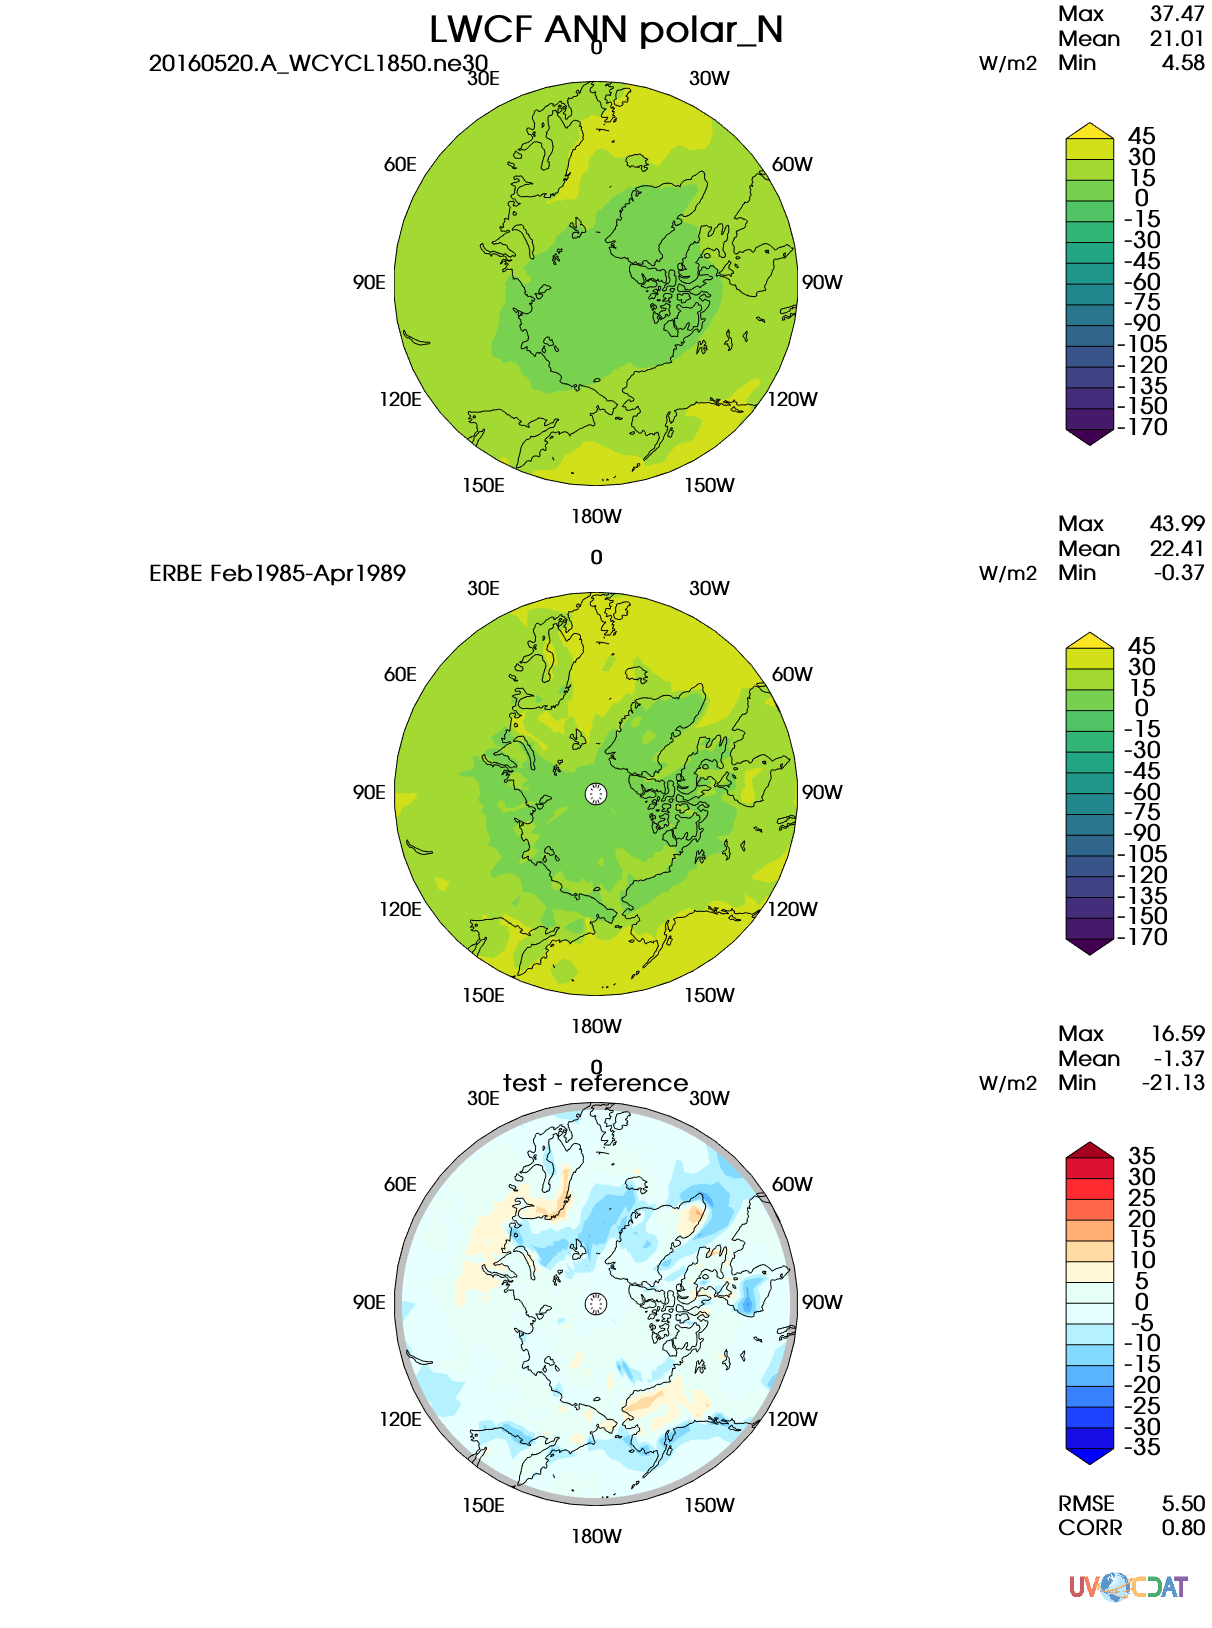 LWCF ANN polar_N
Max 37.47
Mean 21.01
W/m2 Min 4.58
20160520.A_WCYCL1850.ne30
0
30E 30W
60E 60W
90E 90W
120E 120W
150E 150W
180W
45
30
15
0
-15
-30
-45
-60
-75
-90
-105
-120
-135
-150
-170
Max 43.99
Mean 22.41
W/m2 Min -0.37
ERBE Feb1985-Apr1989
0
30E 30W
60E 60W
90E 90W
120E 120W
150E 150W
180W
45
30
15
0
-15
-30
-45
-60
-75
-90
-105
-120
-135
-150
-170
Max 16.59
Mean -1.37
W/m2 Min -21.13
0
test - reference
30E 30W
60E 60W
90E 90W
120E 120W
150E 150W
180W
35
30
25
20
15
10
5
0
-5
-10
-15
-20
-25
-30
-35
RMSE 5.50
CORR 0.80
UV CDAT